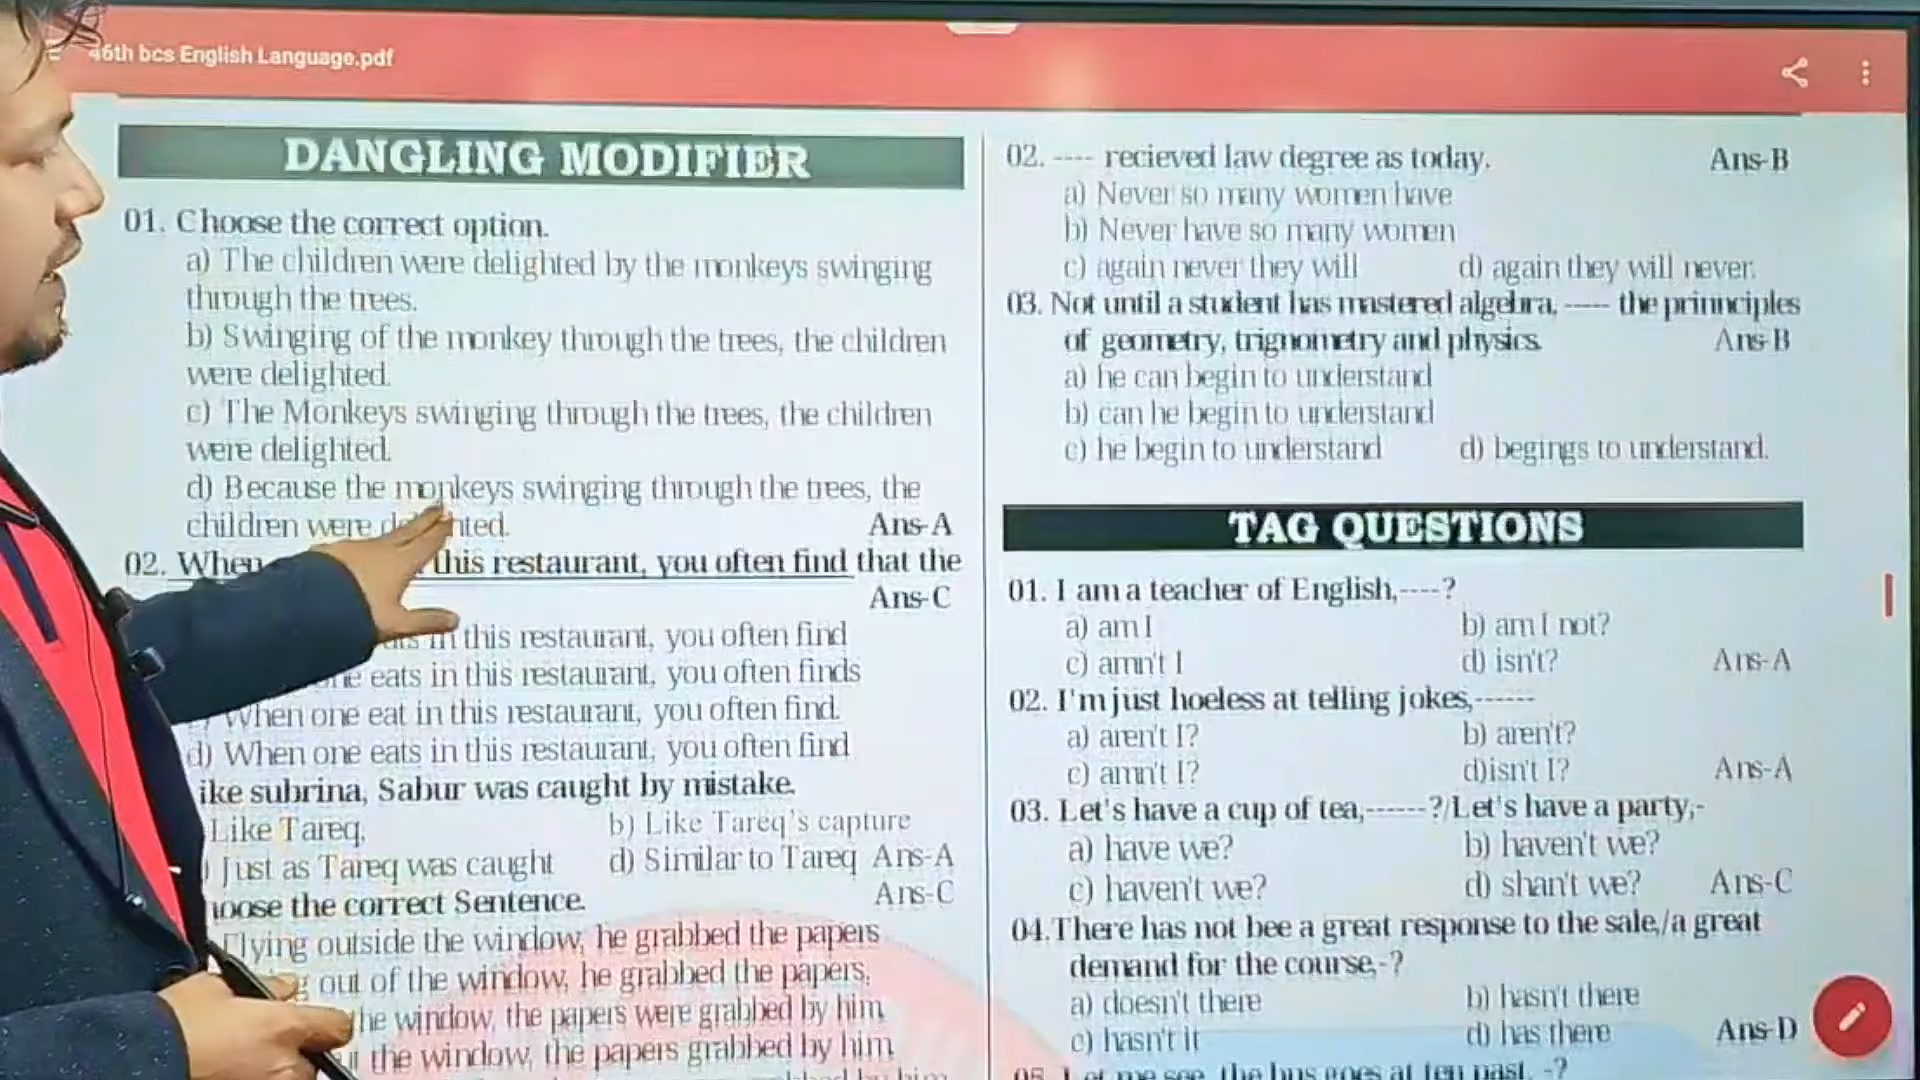 46th bcs English Language.pdf
DANGLING MODIFIER
01. Choose the correct option.
a) The children were delighted by the monkeys swinging
through the trees.
b) Swinging of the monkey through the trees, the children
were delighted.
c) The Monkeys swinging through the trees, the children
were delighted.
d) Because the monkeys swinging through the trees, the
children were
Ans-A
02. When this restaurant, you often find that the
Ans-C
in this restaurant, you often find
eats in this restaurant, you often finds
When one eat in this restaurant, you often find.
d) When one eats in this restaurant, you often find
ike subrina, Sabur was caught by mistake.
Like Tareq.
b) Like Tareq's capture
Just as Tareq was caught
d) Similar to Tareq Ans-A
oose the correct Sentence.
Ans-C
Flying outside the window, he grabbed the papers
out of the window, he grabbed the papers.
the window, the papers were grabbed by him
the window, the papers grabbed by him
02. ---- recieved law degree as today.
Ans-B
a) Never so many women have
b) Never have so many women
c) again never they will
d) again they will never.
03. Not until a student has mastered algebra, ----- the prinnciples
of geometry, trignometry and physics.
Ans-B
a) he can begin to understand
b) can he begin to understand
c) he begin to understand
d) begings to understand.
TAG QUESTIONS
01. I am a teacher of English,----?
a) am I
b) am I not?
c) amn't I
d) isn't?
Ans-A
02. I'm just hoeless at telling jokes,------
a) aren't I?
b) aren't?
c) amn't I?
d)isn't I?
Ans-A
03. Let's have a cup of tea,------?/Let's have a party,-
a) have we?
b) haven't we?
c) haven't we?
d) shan't we?
Ans-C
04.There has not bee a great response to the sale,/a great
demand for the course,-?
a) doesn't there
b) hasn't there
c) hasn't it
d) has there
Ans-D
05. Let me see, the bus goes at ten past, -?